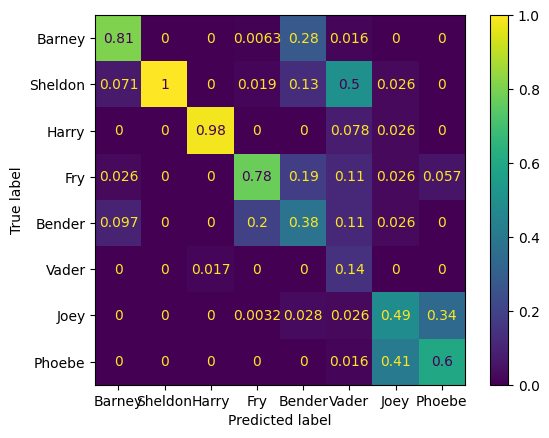 Barney 0.81 0 0 0.0063 0.28 0.016 0 0 1.0
Sheldon 0.071 1 0 0.019 0.13 0.5 0.026 0
0.8
Harry 0 0 0.98 0 0 0.078 0.026 0
Fry 0.026 0 0 0.78 0.19 0.11 0.026 0.057
0.6
True label
Bender 0.097 0 0 0.2 0.38 0.11 0.026 0
0.4
Vader 0 0 0.017 0 0 0.14 0 0
Joey 0 0 0 0.0032 0.028 0.026 0.49 0.34
0.2
Phoebe 0 0 0 0 0 0.016 0.41 0.6
0.0
Barney Sheldon Harry Fry Bender Vader Joey Phoebe
Predicted label